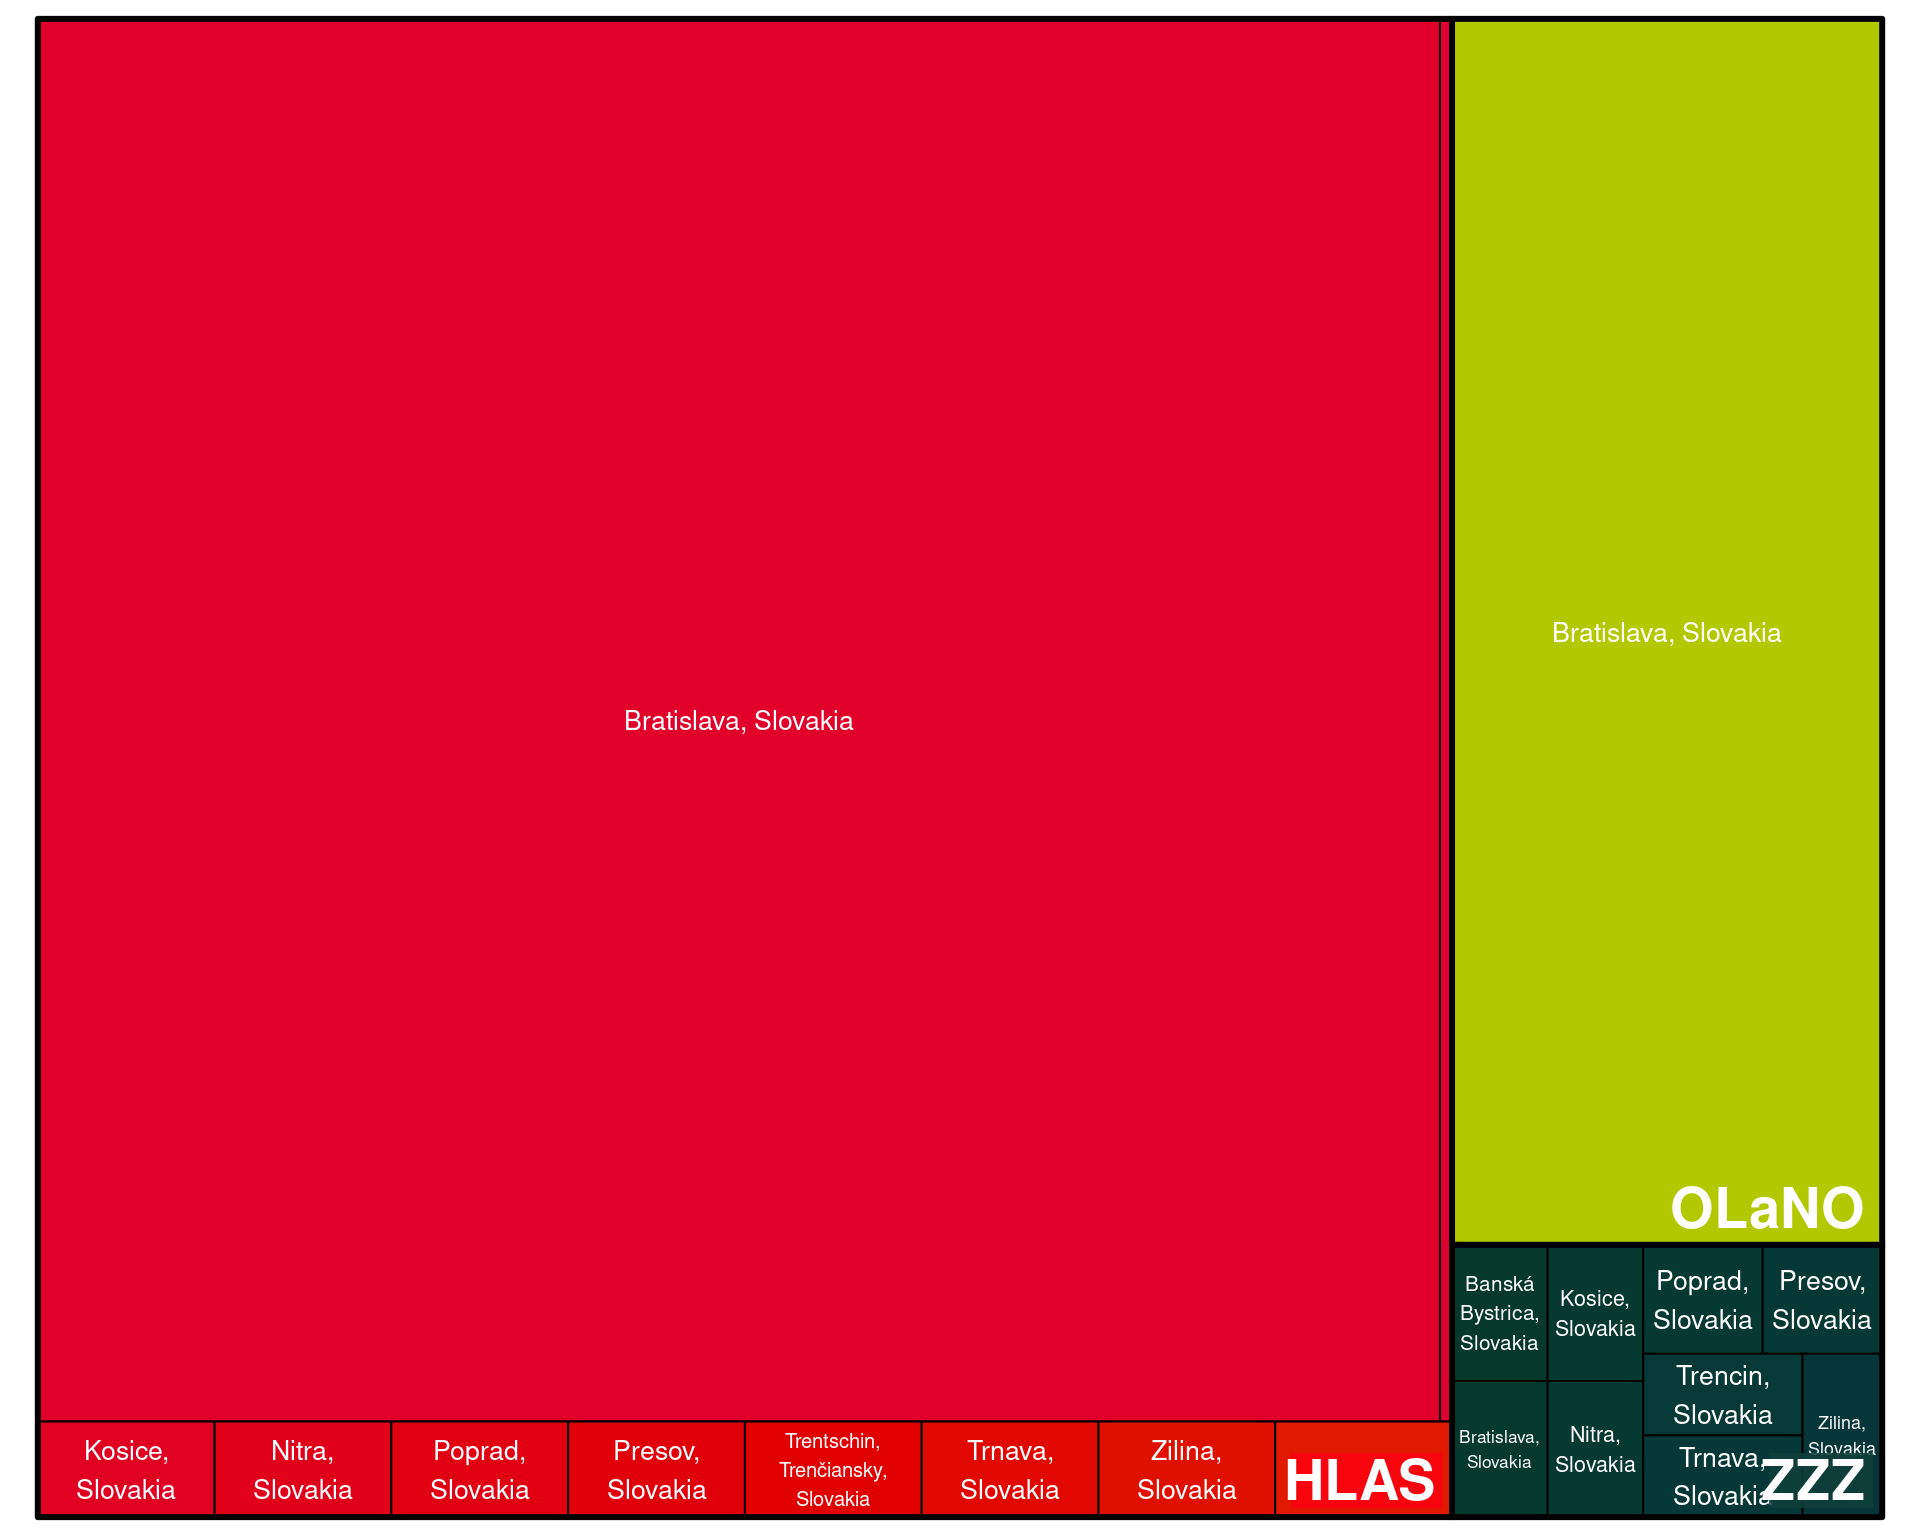 Bratislava, Slovakia
Kosice,
Slovakia
Nitra,
Slovakia
Poprad,
Slovakia
Presov,
Slovakia
Trentschin,
Trenčiansky,
Slovakia
Trnava,
Slovakia
Zilina,
Slovakia
HLAS
Bratislava, Slovakia
OLaNO
Banská
Bystrica,
Slovakia
Kosice,
Slovakia
Poprad,
Slovakia
Presov,
Slovakia
Bratislava,
Slovakia
Nitra,
Slovakia
Trencin,
Slovakia
Trnava,
Slovakia
Zilina,
Slovakia
ZZZ